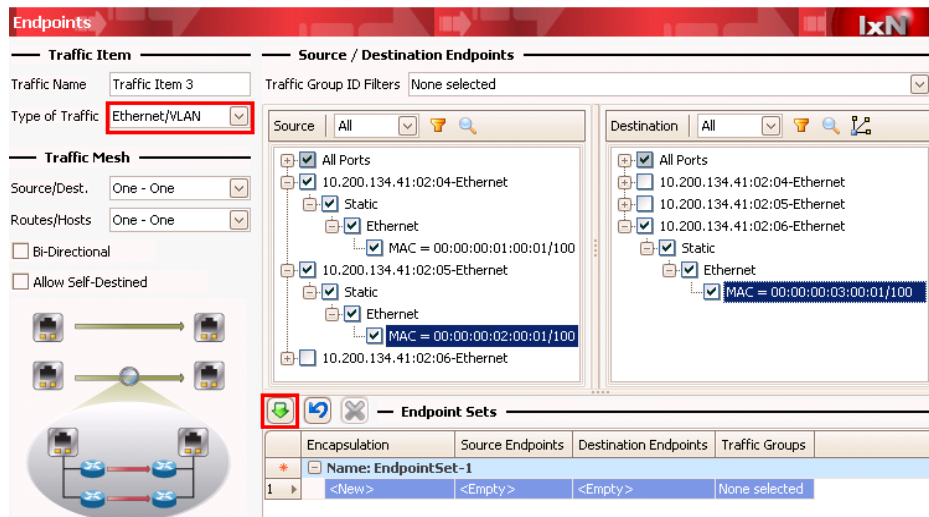 Endpoints
IxN
Traffic Item
Traffic Name Traffic Item 3
Type of Traffic Ethernet/VLAN
Traffic Mesh
Source/Dest. One - One
Routes/Hosts One - One
Bi-Directional
Allow Self-Destined
Source / Destination Endpoints
Traffic Group ID Filters None selected
Source All
All Ports
10.200.134.41:02:04-Ethernet
Static
Ethernet
MAC = 00:00:00:01:00:01/100
10.200.134.41:02:05-Ethernet
Static
Ethernet
MAC = 00:00:00:02:00:01/100
10.200.134.41:02:06-Ethernet
Destination All
All Ports
10.200.134.41:02:04-Ethernet
10.200.134.41:02:05-Ethernet
10.200.134.41:02:06-Ethernet
Static
Ethernet
MAC = 00:00:00:03:00:01/100
Endpoint Sets
Encapsulation Source Endpoints Destination Endpoints Traffic Groups
Name: EndpointSet-1
1 <New> <Empty> <Empty> None selected